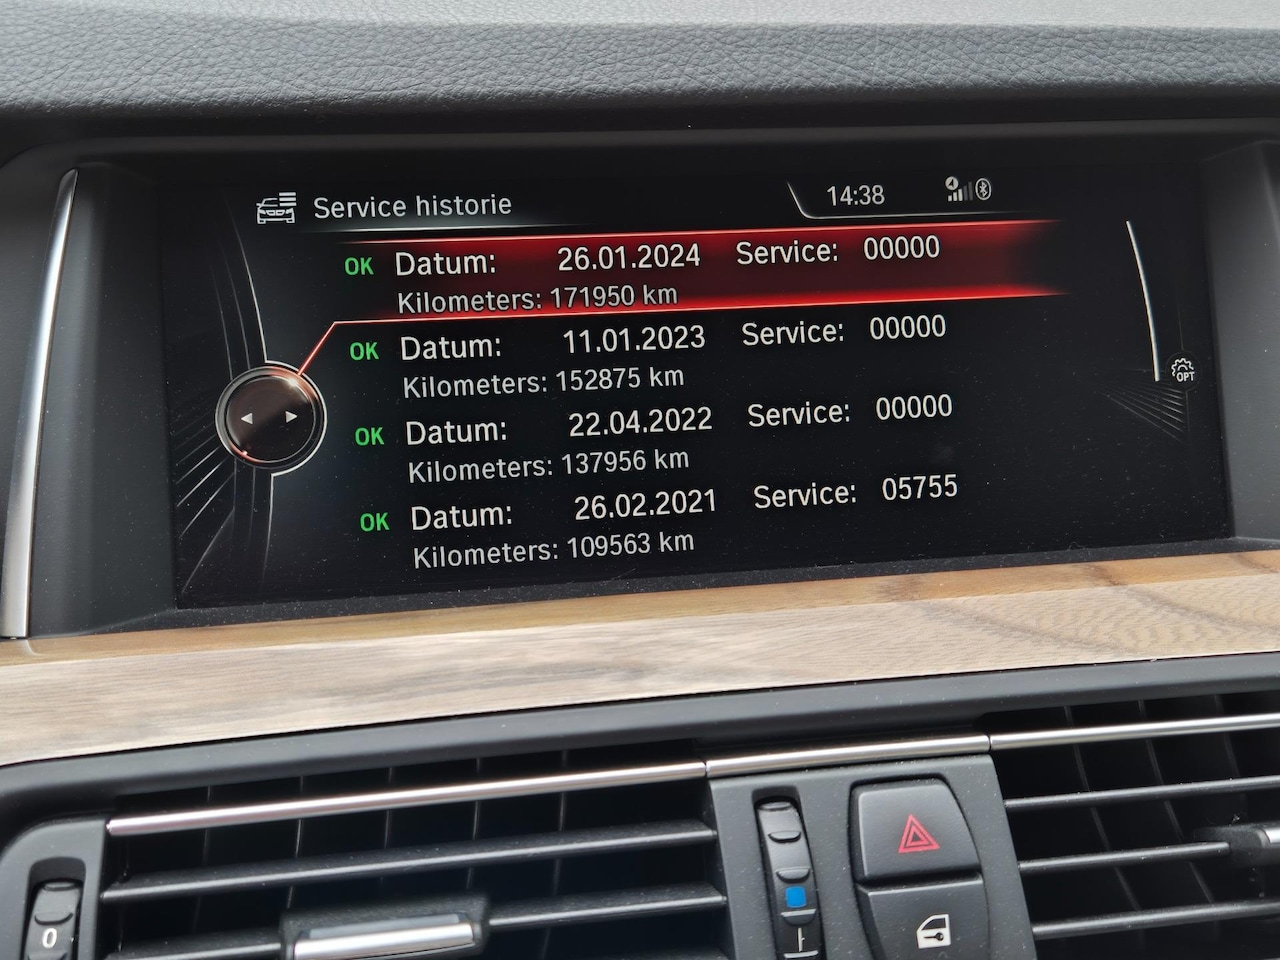 Service historie
14:38
OK Datum: 26.01.2024 Service: 00000
Kilometers: 171950 km
OK Datum: 11.01.2023 Service: 00000
Kilometers: 152875 km
OK Datum: 22.04.2022 Service: 00000
Kilometers: 137956 km
OK Datum: 26.02.2021 Service: 05755
Kilometers: 109563 km
OPT
0